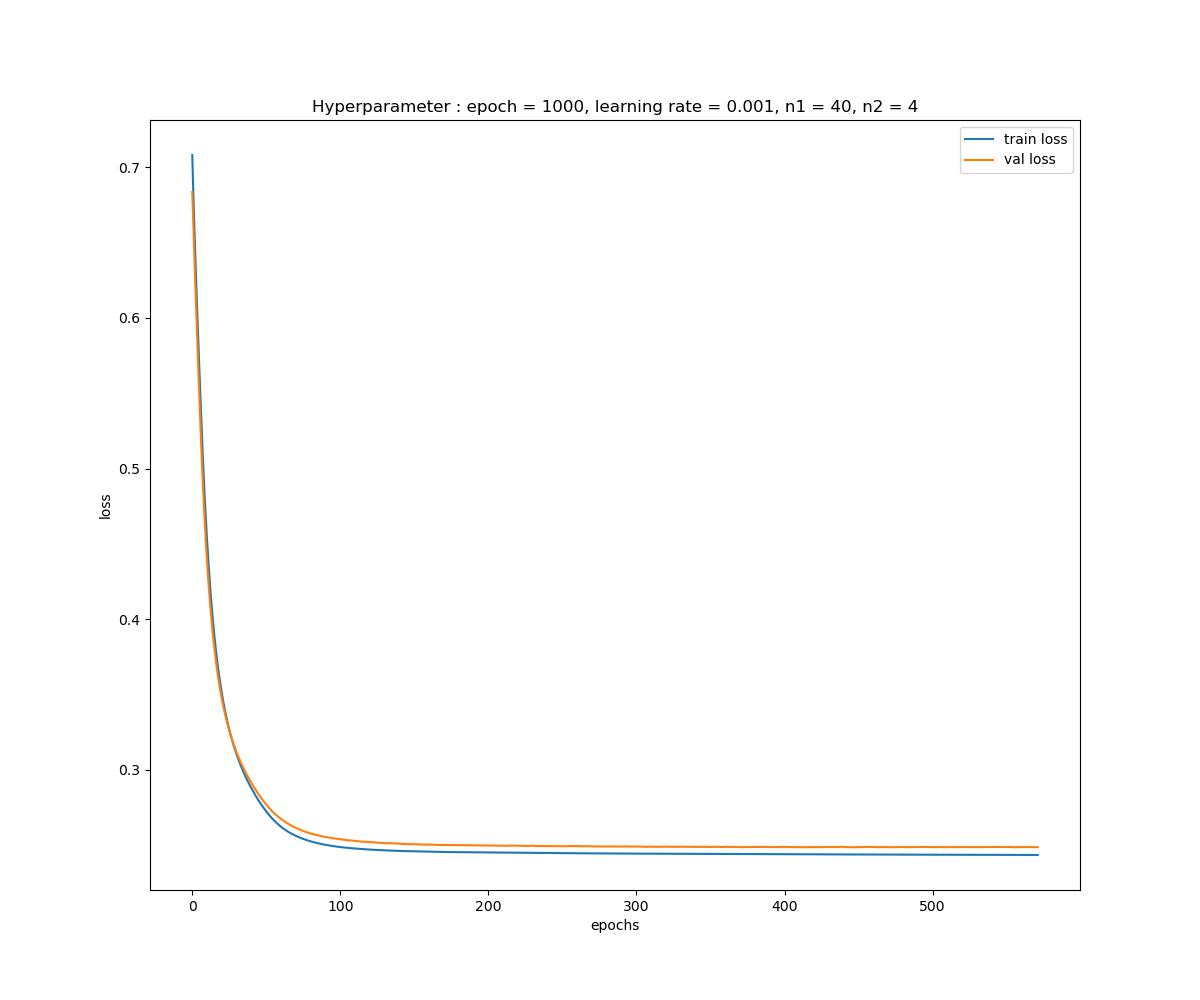 Hyperparameter : epoch = 1000, learning rate = 0.001, n1 = 40, n2 = 4
train loss
val loss
0.7
0.6
0.5
0.4
0.3
loss
0 100 200 300 400 500
epochs